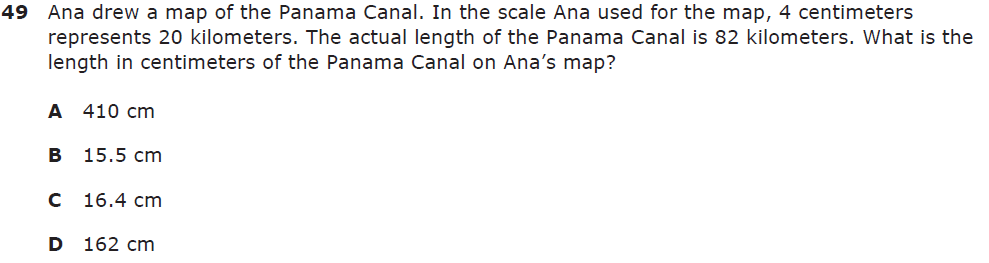 49 Ana drew a map of the Panama Canal. In the scale Ana used for the map, 4 centimeters
represents 20 kilometers. The actual length of the Panama Canal is 82 kilometers. What is the
length in centimeters of the Panama Canal on Ana’s map?
A 410 cm
B 15.5 cm
C 16.4 cm
D 162 cm